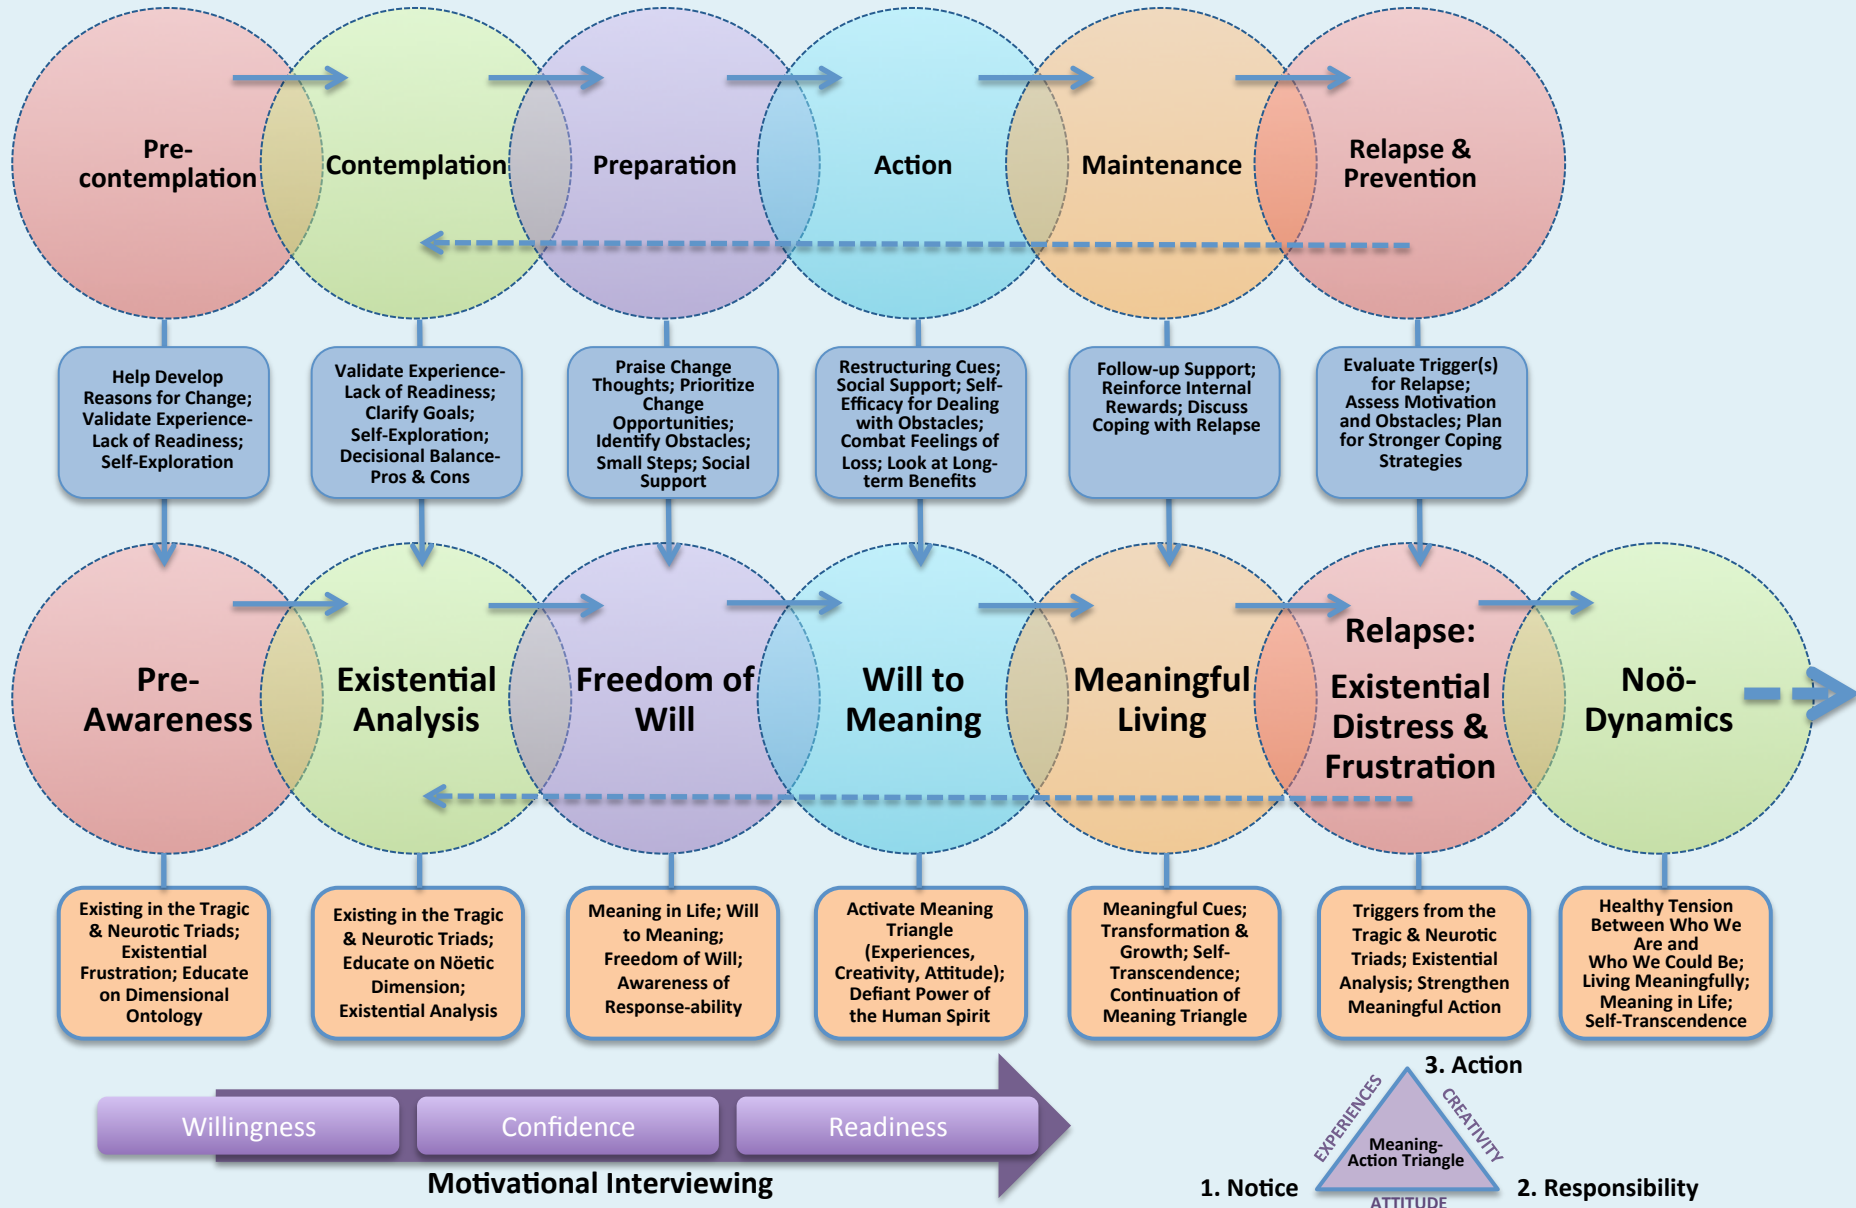 Pre-
contemplation
Contemplation
Preparation
Action
Maintenance
Relapse &
Prevention
Help Develop
Reasons for Change;
Validate Experience-
Lack of Readiness;
Self-Exploration
Validate Experience-
Lack of Readiness;
Clarify Goals;
Self-Exploration;
Decisional Balance-
Pros & Cons
Praise Change
Thoughts; Prioritize
Change
Opportunities;
Identify Obstacles;
Small Steps; Social
Support
Restructuring Cues;
Social Support; Self-
Efficacy for Dealing
with Obstacles;
Combat Feelings of
Loss; Look at Long-
term Benefits
Follow-up Support;
Reinforce Internal
Rewards; Discuss
Coping with Relapse
Evaluate Trigger(s)
for Relapse;
Assess Motivation
and Obstacles; Plan
for Stronger Coping
Strategies
Pre-
Awareness
Existential
Analysis
Freedom of
Will
Will to
Meaning
Meaningful
Living
Relapse:
Existential
Distress &
Frustration
Noö-
Dynamics
Existing in the Tragic
& Neurotic Triads;
Existential
Frustration; Educate
on Dimensional
Ontology
Existing in the Tragic
& Neurotic Triads;
Educate on Nöetic
Dimension;
Existential Analysis
Meaning in Life; Will
to Meaning;
Freedom of Will;
Awareness of
Response-ability
Activate Meaning
Triangle
(Experiences,
Creativity, Attitude);
Defiant Power of
the Human Spirit
Meaningful Cues;
Transformation &
Growth; Self-
Transcendence;
Continuation of
Meaning Triangle
Triggers from the
Tragic & Neurotic
Triads; Existential
Analysis; Strengthen
Meaningful Action
Healthy Tension
Between Who We
Are and
Who We Could Be;
Living Meaningfully;
Meaning in Life;
Self-Transcendence
Willingness
Confidence
Readiness
Motivational Interviewing
3. Action
EXPERIENCES
CREATIVITY
Meaning-
Action Triangle
1. Notice
2. Responsibility
ATTITUDE